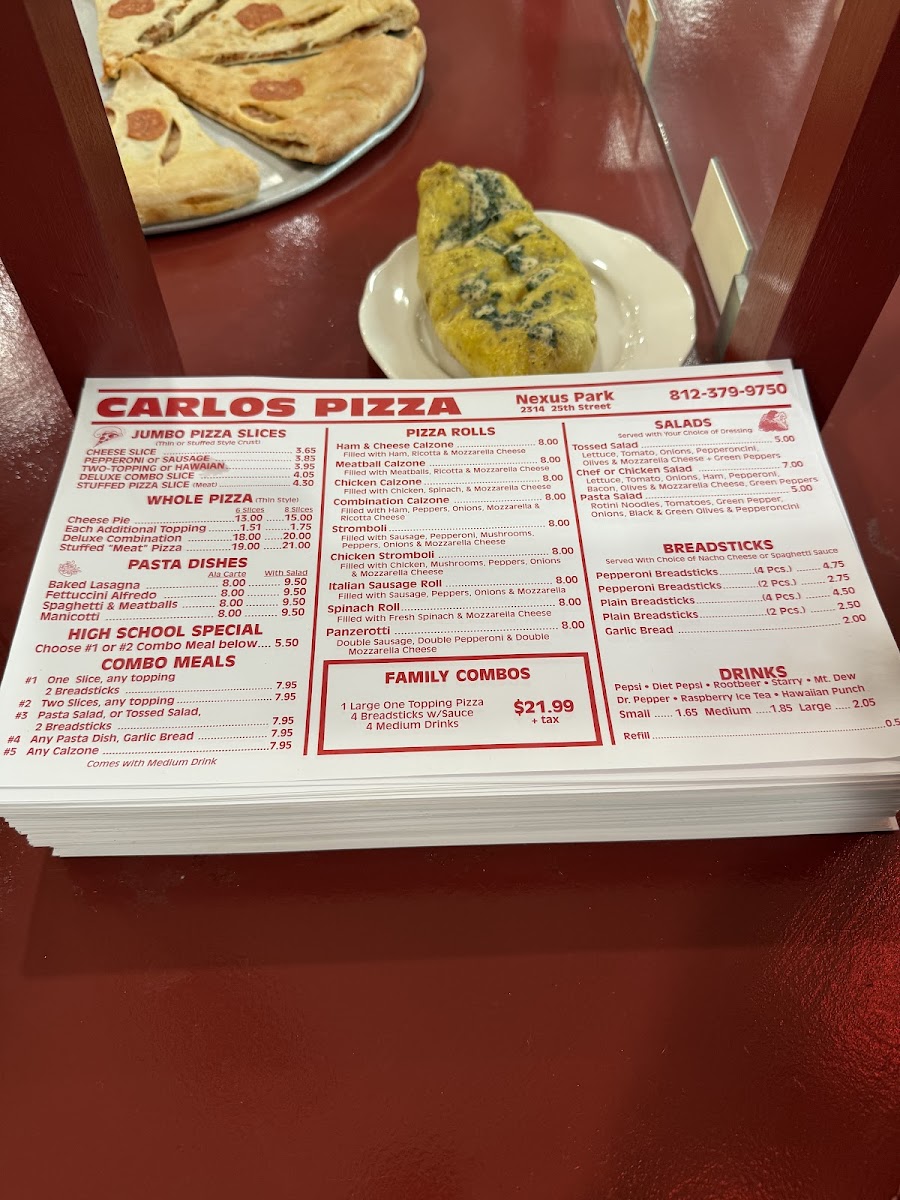 CARLOS PIZZA
Nexus Park
2314 25th Street
812-379-9750
JUMBO PIZZA SLICES
(Thin or Stuffed Style Crust)
CHEESE SLICE 3.65
PEPPERONI or SAUSAGE 3.85
TWO-TOPPING or HAWAIIAN 3.95
DELUXE COMBO SLICE 4.05
STUFFED PIZZA SLICE (Meat) 4.30
WHOLE PIZZA (Thin Style)
6 Slices 8 Slices
Cheese Pie 13.00 15.00
Each Additional Topping 1.51 1.75
Deluxe Combination 18.00 20.00
Stuffed "Meat" Pizza 19.00 21.00
PASTA DISHES
Ala Carte With Salad
Baked Lasagna 8.00 9.50
Fettuccini Alfredo 8.00 9.50
Spaghetti & Meatballs 8.00 9.50
Manicotti 8.00 9.50
HIGH SCHOOL SPECIAL
Choose #1 or #2 Combo Meal below.... 5.50
COMBO MEALS
#1 One Slice, any topping
2 Breadsticks 7.95
#2 Two Slices, any topping 7.95
#3 Pasta Salad, or Tossed Salad,
2 Breadsticks 7.95
#4 Any Pasta Dish, Garlic Bread 7.95
#5 Any Calzone 7.95
Comes with Medium Drink
PIZZA ROLLS
Ham & Cheese Calzone 8.00
Filled with Ham, Ricotta & Mozzarella Cheese
Meatball Calzone 8.00
Filled with Meatballs, Ricotta & Mozzarella Cheese
Chicken Calzone 8.00
Filled with Chicken, Spinach, & Mozzarella Cheese
Combination Calzone 8.00
Filled with Ham, Peppers, Onions, Mozzarella &
Ricotta Cheese
Stromboli 8.00
Filled with Sausage, Pepperoni, Mushrooms,
Peppers, Onions & Mozzarella Cheese
Chicken Stromboli 8.00
Filled with Chicken, Mushrooms, Peppers, Onions
& Mozzarella Cheese
Italian Sausage Roll 8.00
Filled with Sausage, Peppers, Onions & Mozzarella
Spinach Roll 8.00
Filled with Fresh Spinach & Mozzarella Cheese
Panzerotti 8.00
Double Sausage, Double Pepperoni & Double
Mozzarella Cheese
FAMILY COMBOS
1 Large One Topping Pizza
4 Breadsticks w/Sauce
4 Medium Drinks
$21.99
+ tax
SALADS
Served with Your Choice of Dressing
Tossed Salad 5.00
Lettuce, Tomato, Onions, Pepperoncini,
Olives & Mozzarella Cheese + Green Peppers
Chef or Chicken Salad 7.00
Lettuce, Tomato, Onions, Ham, Pepperoni,
Bacon, Olives & Mozzarella Cheese, Green Peppers
Pasta Salad 5.00
Rotini Noodles, Tomatoes, Green Pepper,
Onions, Black & Green Olives & Pepperoncini
BREADSTICKS
Served With Choice of Nacho Cheese or Spaghetti Sauce
Pepperoni Breadsticks (4 Pcs.) 4.75
Pepperoni Breadsticks (2 Pcs.) 2.75
Plain Breadsticks (4 Pcs.) 4.50
Plain Breadsticks (2 Pcs.) 2.50
Garlic Bread 2.00
DRINKS
Pepsi • Diet Pepsi • Rootbeer • Starry • Mt. Dew
Dr. Pepper • Raspberry Ice Tea • Hawaiian Punch
Small ..... 1.65 Medium ....1.85 Large ....2.05
Refill